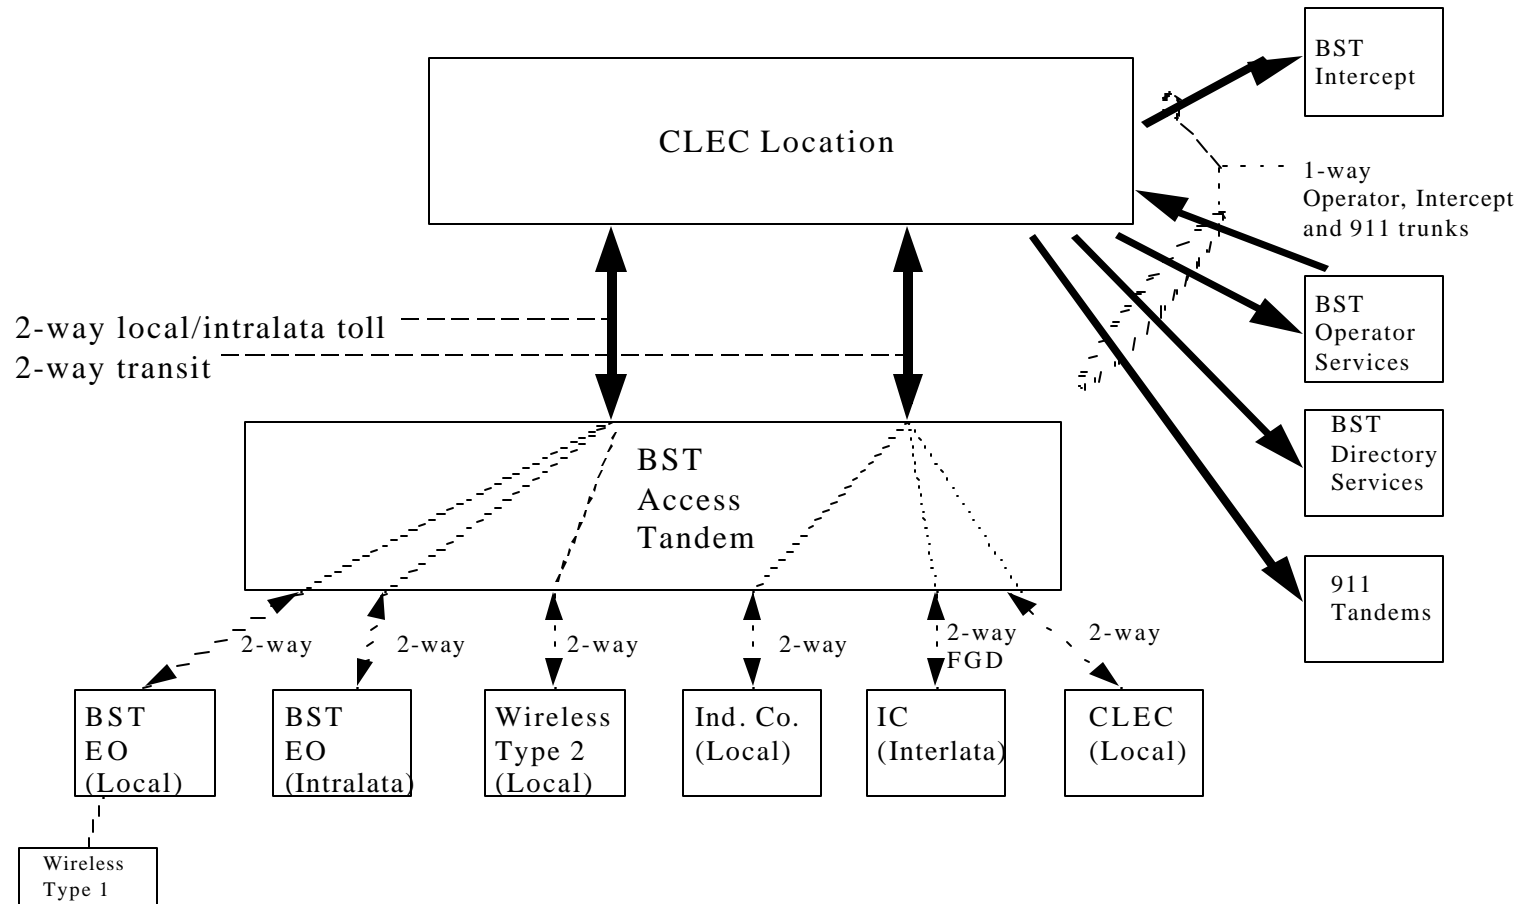 BST
Intercept
CLEC Location
1-way
Operator, Intercept
and 911 trunks
BST
Operator
Services
2-way local/intralata toll
2-way transit
BST
Directory
Services
BST
Access
Tandem
911
Tandems
2-way
2-way
2-way
2-way
2-way
FGD
2-way
BST
EO
(Local)
BST
EO
(Intralata)
Wireless
Type 2
(Local)
Ind. Co.
(Local)
IC
(Interlata)
CLEC
(Local)
Wireless
Type 1